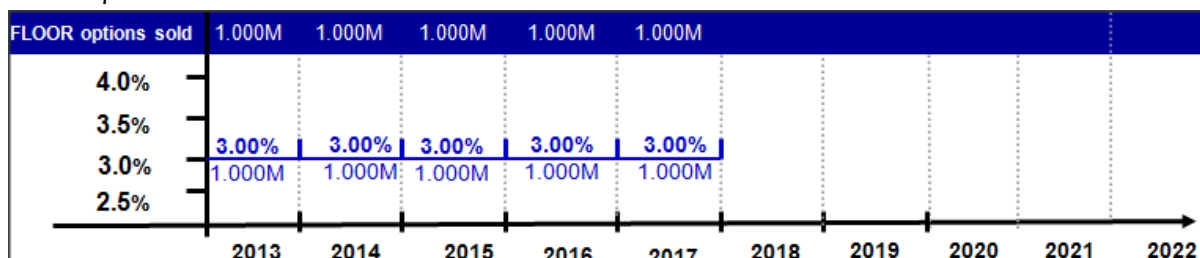 FLOOR options sold 1.000M 1.000M 1.000M 1.000M 1.000M
4.0%
3.5%
3.00% 3.00% 3.00% 3.00% 3.00%
3.0%
1.000M 1.000M 1.000M 1.000M 1.000M
2.5%
2013 2014 2015 2016 2017 2018 2019 2020 2021 2022